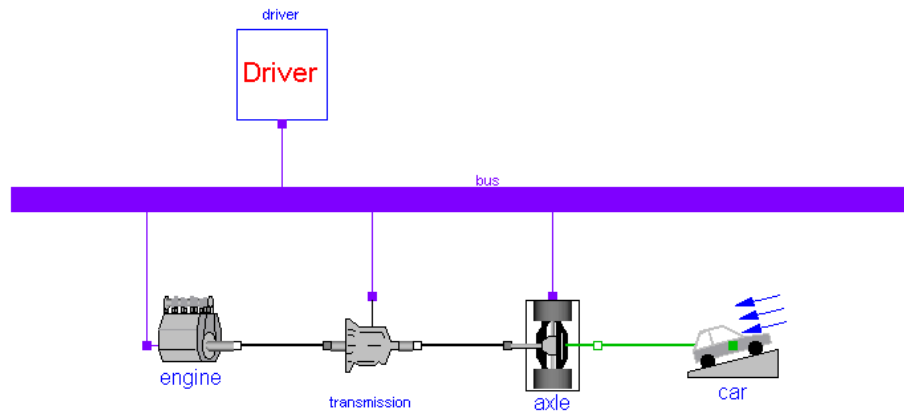 driver
Driver
bus
engine
transmission
axle
car